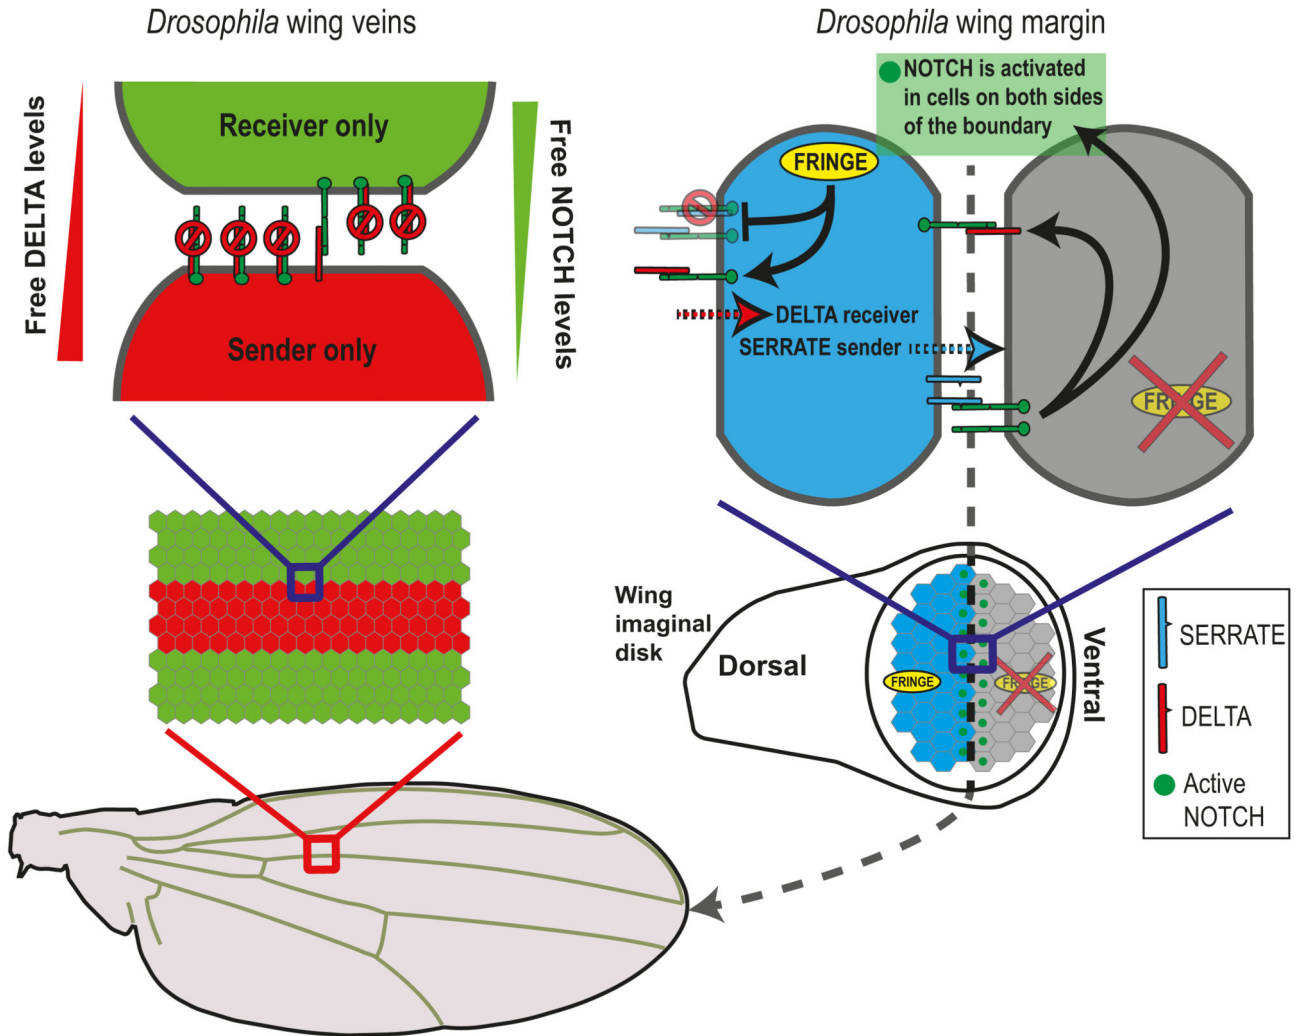 Drosophila wing veins
Free DELTA levels
Receiver only
Sender only
Free NOTCH levels
Drosophila wing margin
NOTCH is activated
in cells on both sides
of the boundary
FRINGE
DELTA receiver
SERRATE sender
FRINGE
Wing
imaginal
disk
Dorsal
FRINGE
FRINGE
Ventral
SERRATE
DELTA
Active
NOTCH